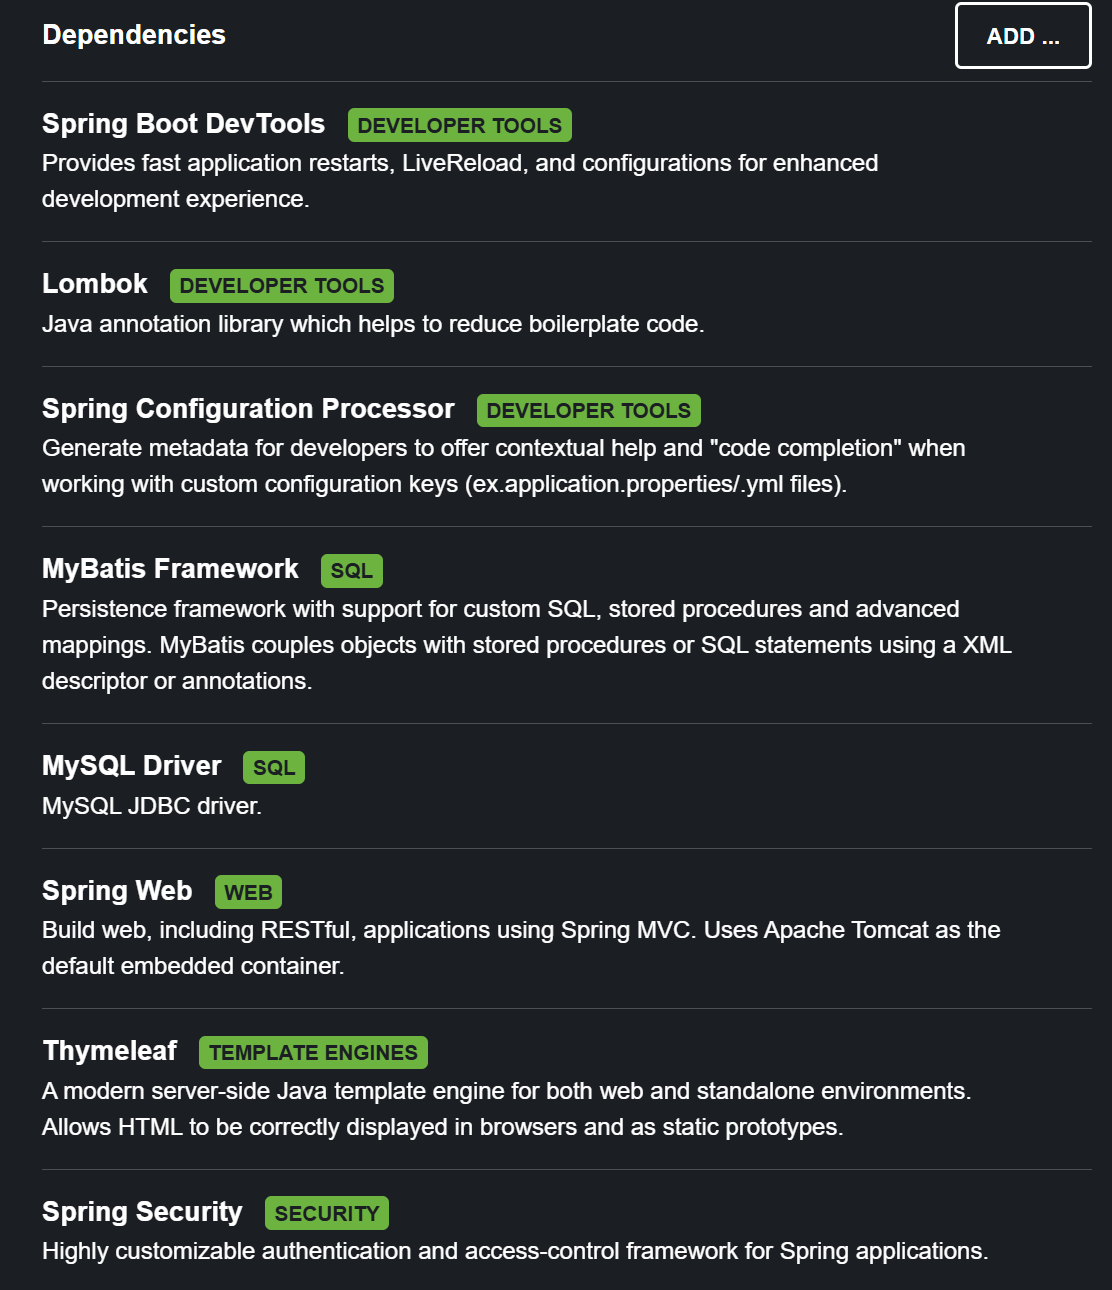 Dependencies
ADD ...
Spring Boot DevTools DEVELOPER TOOLS
Provides fast application restarts, LiveReload, and configurations for enhanced
development experience.
Lombok DEVELOPER TOOLS
Java annotation library which helps to reduce boilerplate code.
Spring Configuration Processor DEVELOPER TOOLS
Generate metadata for developers to offer contextual help and "code completion" when
working with custom configuration keys (ex.application.properties/.yml files).
MyBatis Framework SQL
Persistence framework with support for custom SQL, stored procedures and advanced
mappings. MyBatis couples objects with stored procedures or SQL statements using a XML
descriptor or annotations.
MySQL Driver SQL
MySQL JDBC driver.
Spring Web WEB
Build web, including RESTful, applications using Spring MVC. Uses Apache Tomcat as the
default embedded container.
Thymeleaf TEMPLATE ENGINES
A modern server-side Java template engine for both web and standalone environments.
Allows HTML to be correctly displayed in browsers and as static prototypes.
Spring Security SECURITY
Highly customizable authentication and access-control framework for Spring applications.